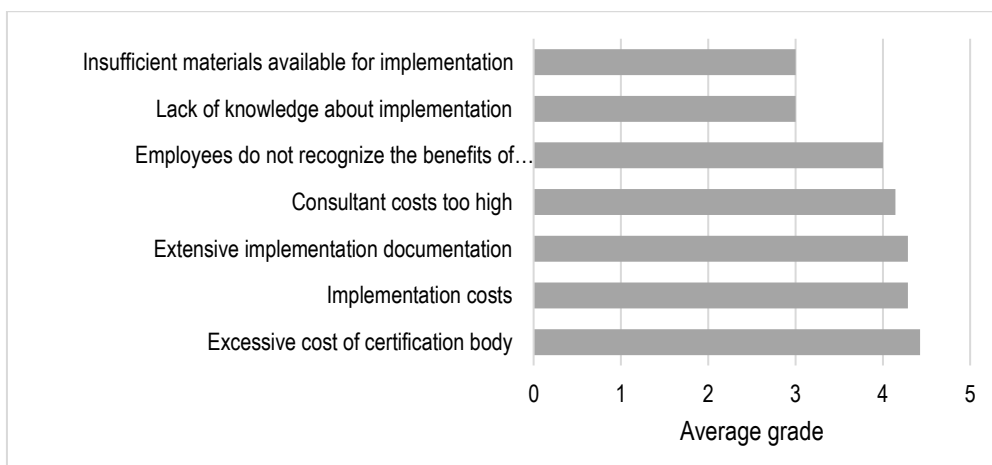 Insufficient materials available for implementation
Lack of knowledge about implementation
Employees do not recognize the benefits of…
Consultant costs too high
Extensive implementation documentation
Implementation costs
Excessive cost of certification body
0 1 2 3 4 5
Average grade